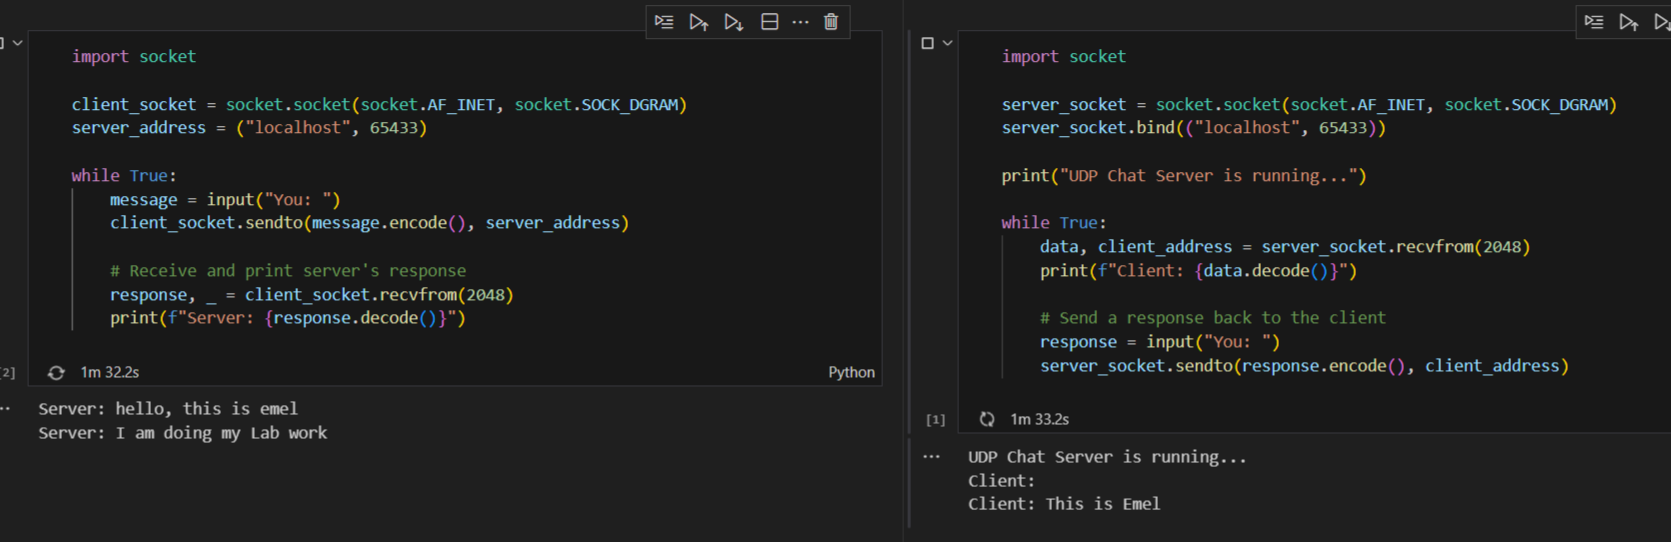 import socket
client_socket = socket.socket(socket.AF_INET, socket.SOCK_DGRAM)
server_address = ("localhost", 65433)
while True:
    message = input("You: ")
    client_socket.sendto(message.encode(), server_address)
    # Receive and print server's response
    response, _ = client_socket.recvfrom(2048)
    print(f"Server: {response.decode()}")
[2]
1m 32.2s
Python
Server: hello, this is emel
Server: I am doing my Lab work
import socket
server_socket = socket.socket(socket.AF_INET, socket.SOCK_DGRAM)
server_socket.bind(("localhost", 65433))
print("UDP Chat Server is running...")
while True:
    data, client_address = server_socket.recvfrom(2048)
    print(f"Client: {data.decode()}")
    # Send a response back to the client
    response = input("You: ")
    server_socket.sendto(response.encode(), client_address)
[1]
1m 33.2s
UDP Chat Server is running...
Client:
Client: This is Emel